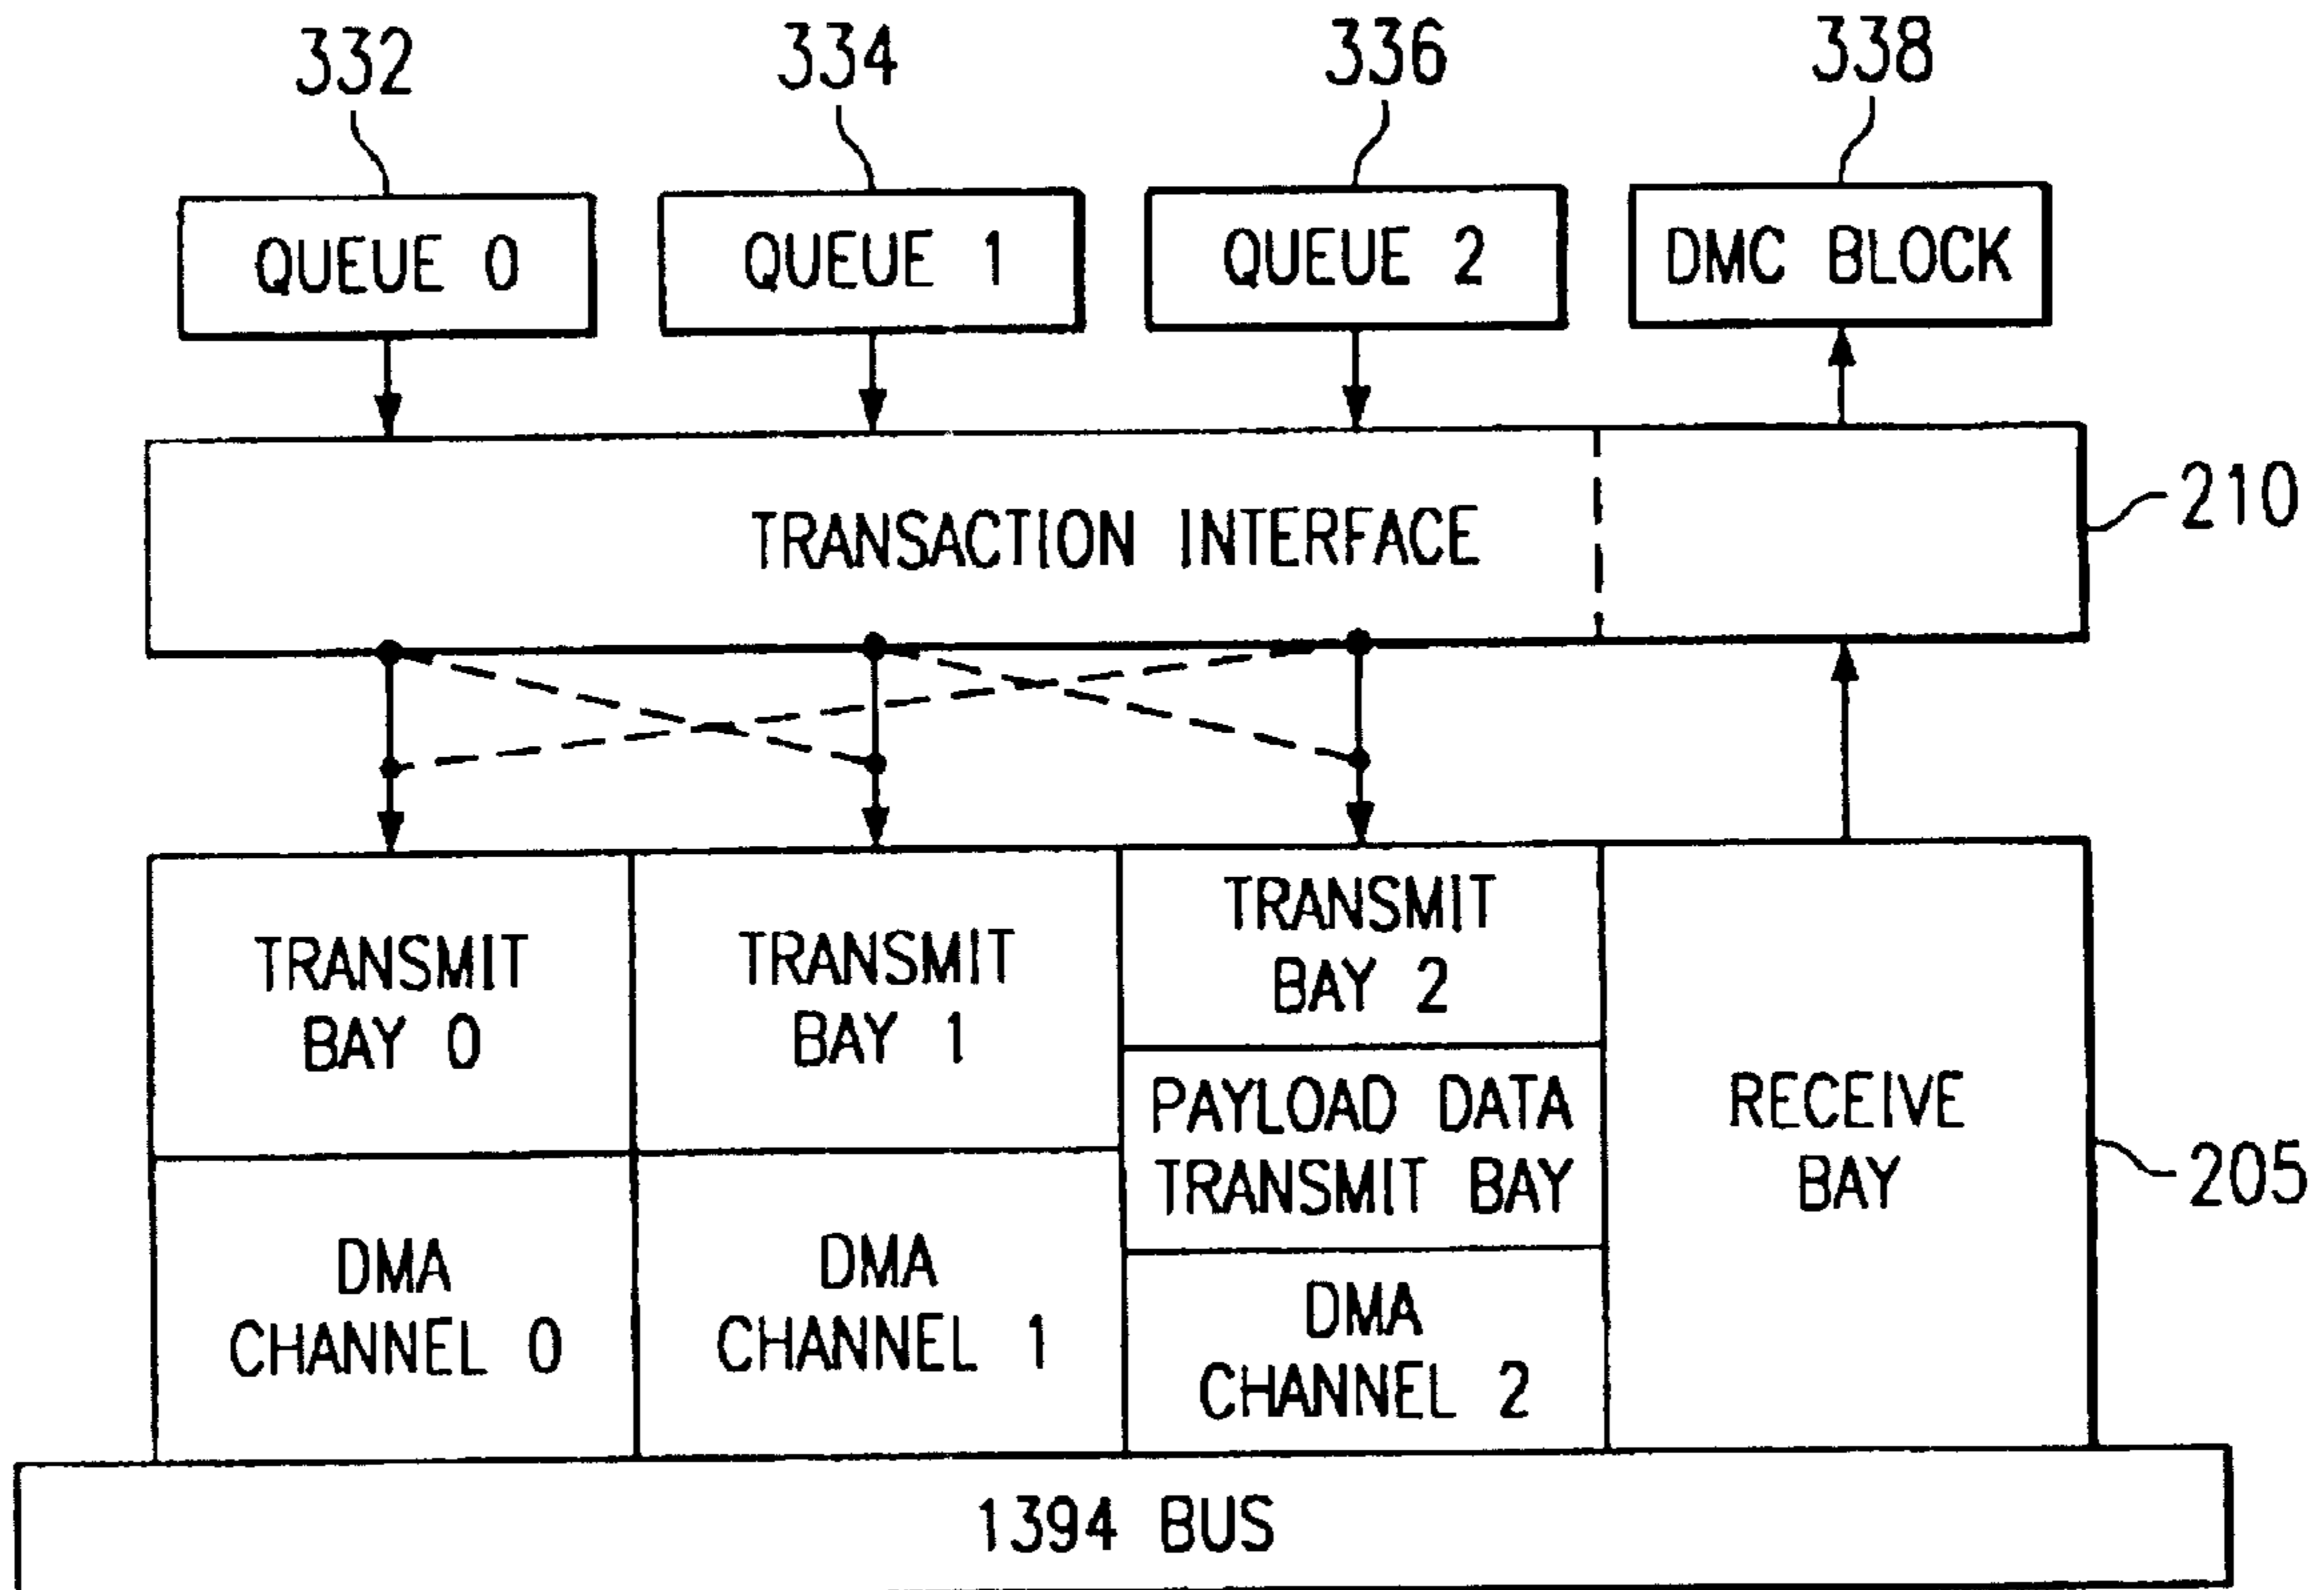 332
334
336
338
QUEUE 0
QUEUE 1
QUEUE 2
DMC BLOCK
TRANSACTION INTERFACE
210
TRANSMIT
BAY 0
TRANSMIT
BAY 1
TRANSMIT
BAY 2
PAYLOAD DATA
TRANSMIT BAY
RECEIVE
BAY
205
DMA
CHANNEL 0
DMA
CHANNEL 1
DMA
CHANNEL 2
1394 BUS